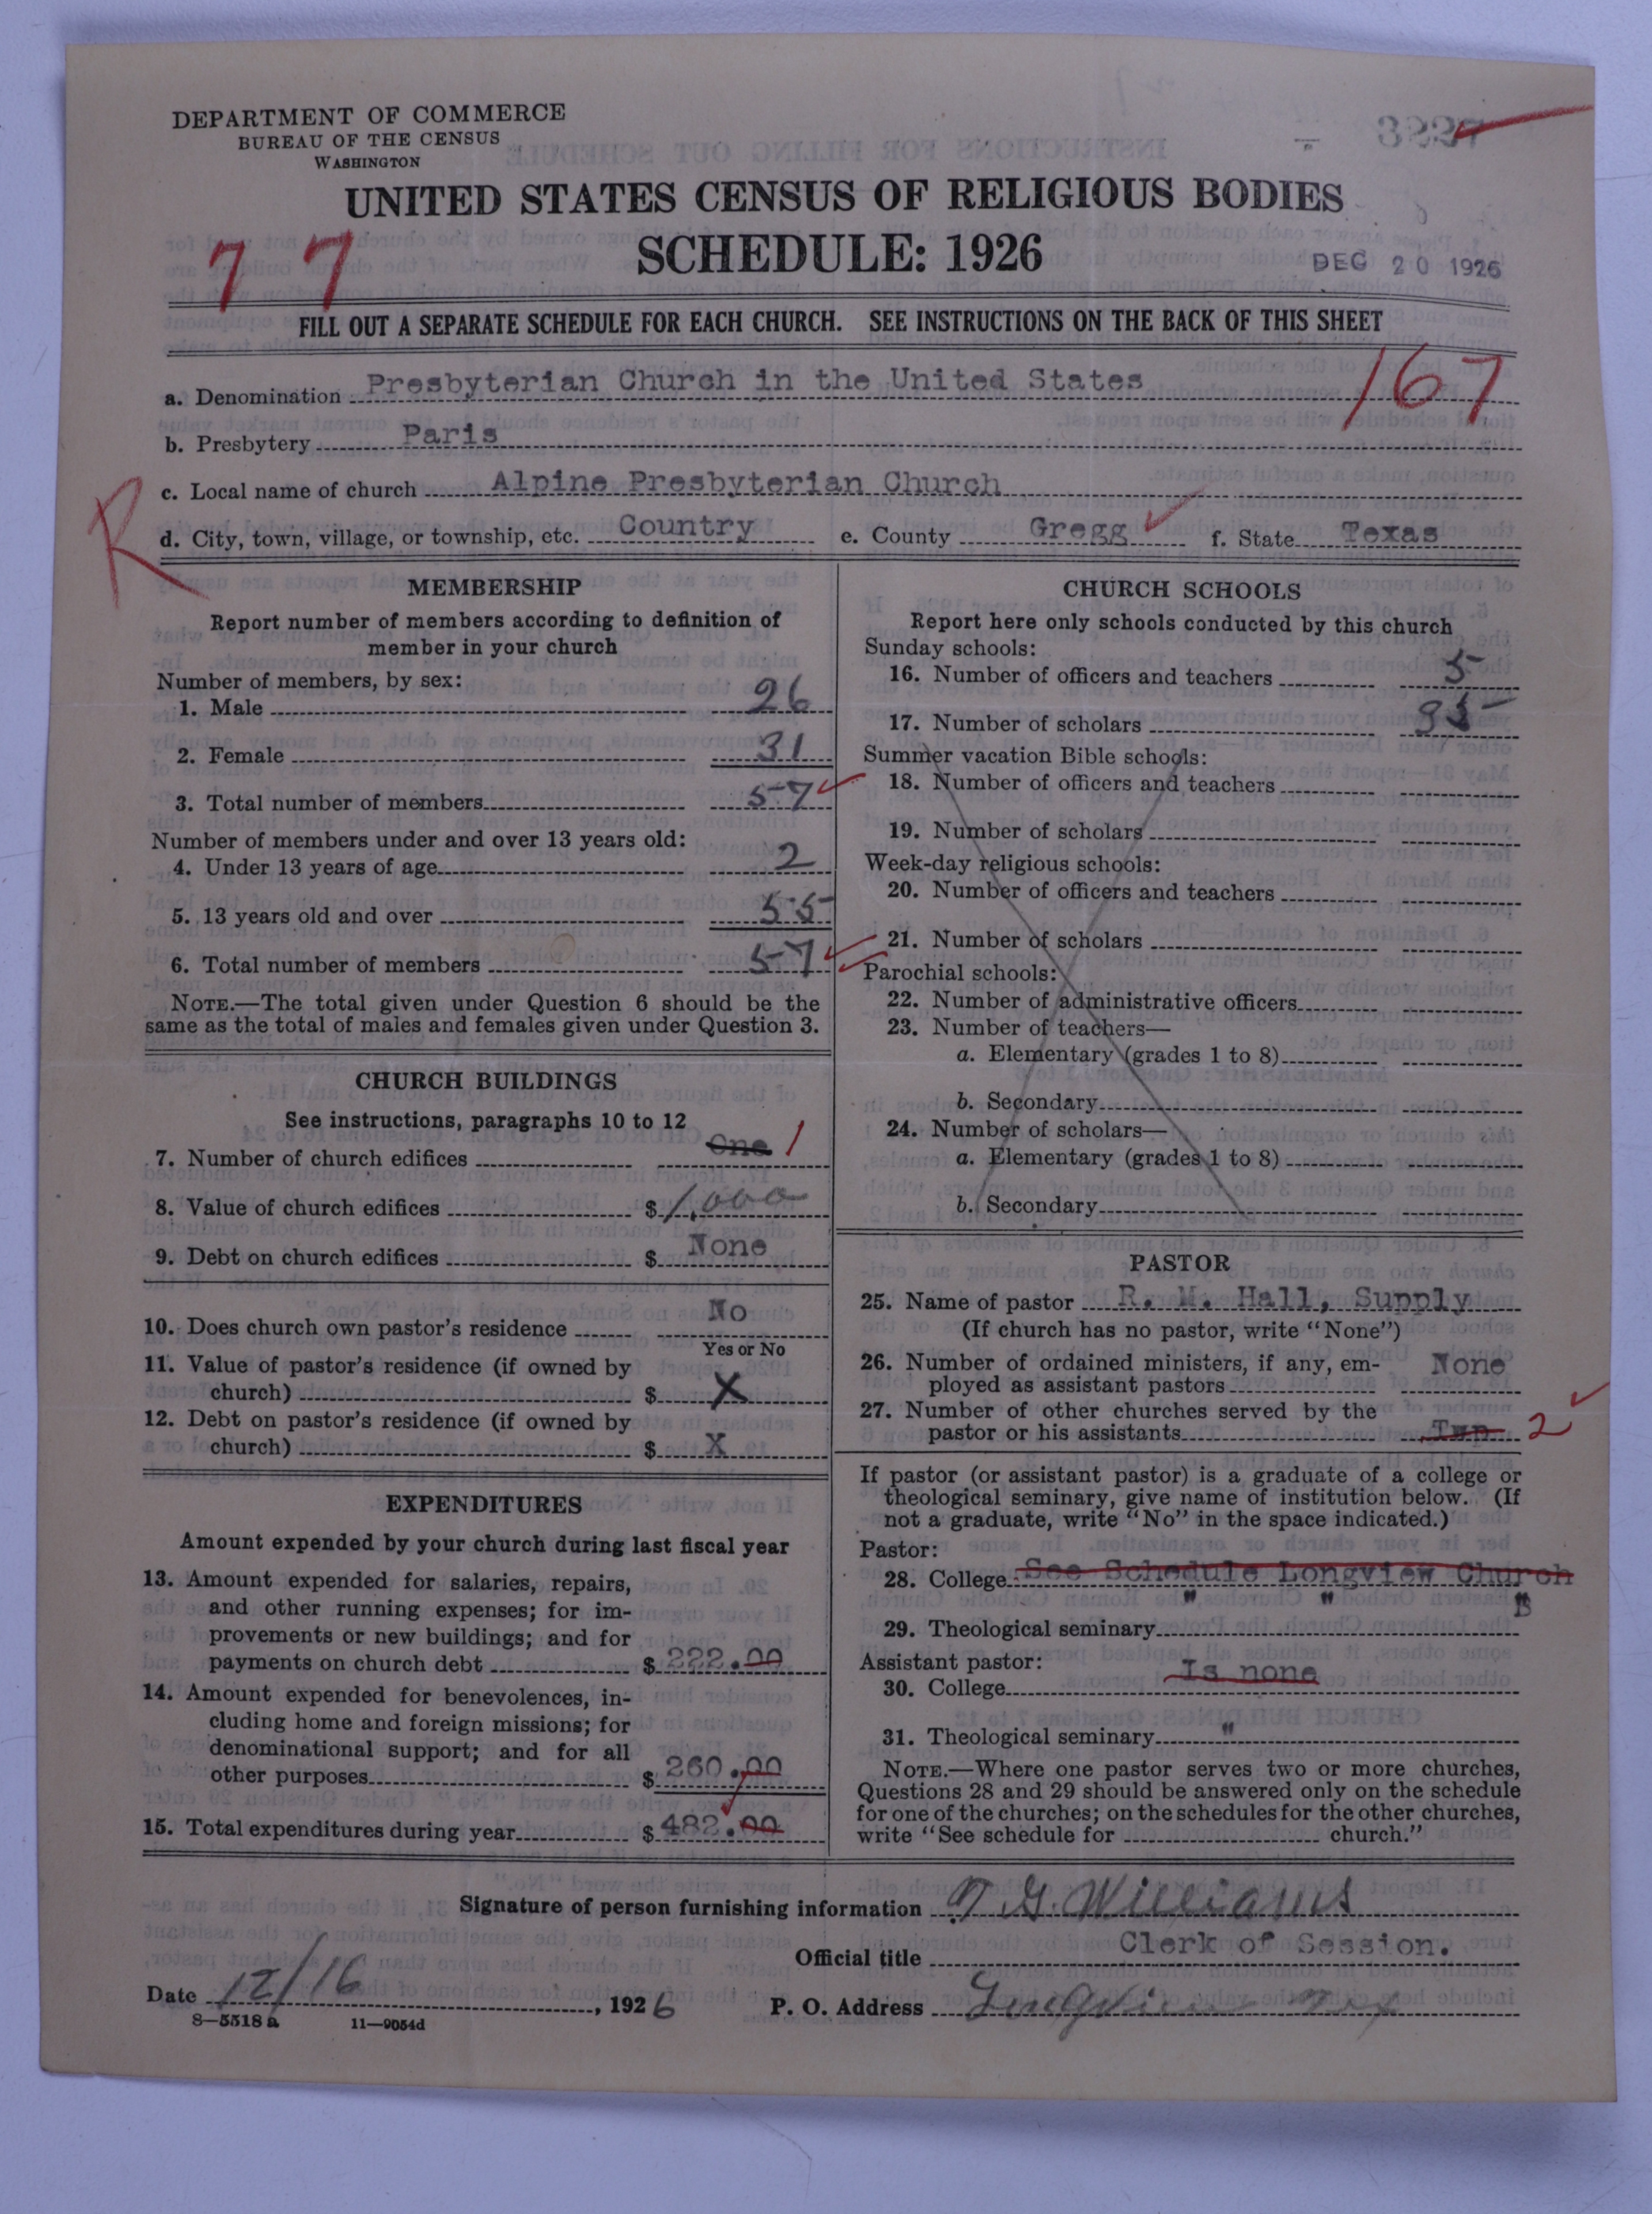 DEPARTMENT OF COMMERCE
BUREAU OF THE CENSUS
WASHINGTON
UNITED STATES CENSUS OF RELIGIOUS BODIES
SCHEDULE: 1926
7 7
DEC 20 1926
FILL OUT A SEPARATE SCHEDULE FOR EACH CHURCH. SEE INSTRUCTIONS ON THE BACK OF THIS SHEET
167
a. Denomination Presbyterian Church in the United States
b. Presbytery Paris
R
c. Local name of church Alpine Presbyterian Church
d. City, town, village, or township, etc. Country e. County Gregg f. State Texas
MEMBERSHIP
Report number of members according to definition of
member in your church
Number of members, by sex:
1. Male 26
2. Female 31
3. Total number of members 57
Number of members under and over 13 years old:
4. Under 13 years of age 2
5. 13 years old and over 55
6. Total number of members 57
NOTE.—The total given under Question 6 should be the
same as the total of males and females given under Question 3.
CHURCH BUILDINGS
See instructions, paragraphs 10 to 12
7. Number of church edifices One 1
8. Value of church edifices $ 1,000
9. Debt on church edifices $ None
10. Does church own pastor's residence No
Yes or No
11. Value of pastor's residence (if owned by
church) $ X
12. Debt on pastor's residence (if owned by
church) $ X
EXPENDITURES
Amount expended by your church during last fiscal year
13. Amount expended for salaries, repairs,
and other running expenses; for im-
provements or new buildings; and for
payments on church debt $ 222.00
14. Amount expended for benevolences, in-
cluding home and foreign missions; for
denominational support; and for all
other purposes $ 260.00
15. Total expenditures during year $ 482.00
CHURCH SCHOOLS
Report here only schools conducted by this church
Sunday schools:
16. Number of officers and teachers 5
17. Number of scholars
Summer vacation Bible schools:
18. Number of officers and teachers
19. Number of scholars
Week-day religious schools:
20. Number of officers and teachers
21. Number of scholars
Parochial schools:
22. Number of administrative officers
23. Number of teachers—
a. Elementary (grades 1 to 8)
b. Secondary
24. Number of scholars—
a. Elementary (grades 1 to 8)
b. Secondary
PASTOR
25. Name of pastor R. M. Hall, Supply
(If church has no pastor, write "None")
26. Number of ordained ministers, if any, em-
ployed as assistant pastors None
27. Number of other churches served by the
pastor or his assistants 2
If pastor (or assistant pastor) is a graduate of a college or
theological seminary, give name of institution below. (If
not a graduate, write "No" in the space indicated.)
Pastor:
28. College See Schedule Longview Church
" " "
29. Theological seminary
Assistant pastor:
30. College Is none
31. Theological seminary "
NOTE.—Where one pastor serves two or more churches,
Questions 28 and 29 should be answered only on the schedule
for one of the churches; on the schedules for the other churches,
write "See schedule for church."
Signature of person furnishing information T. G. Williams
Official title Clerk of Session.
Date 12/16, 1926 P. O. Address Longview Tex
8—5518 a 11—9054d